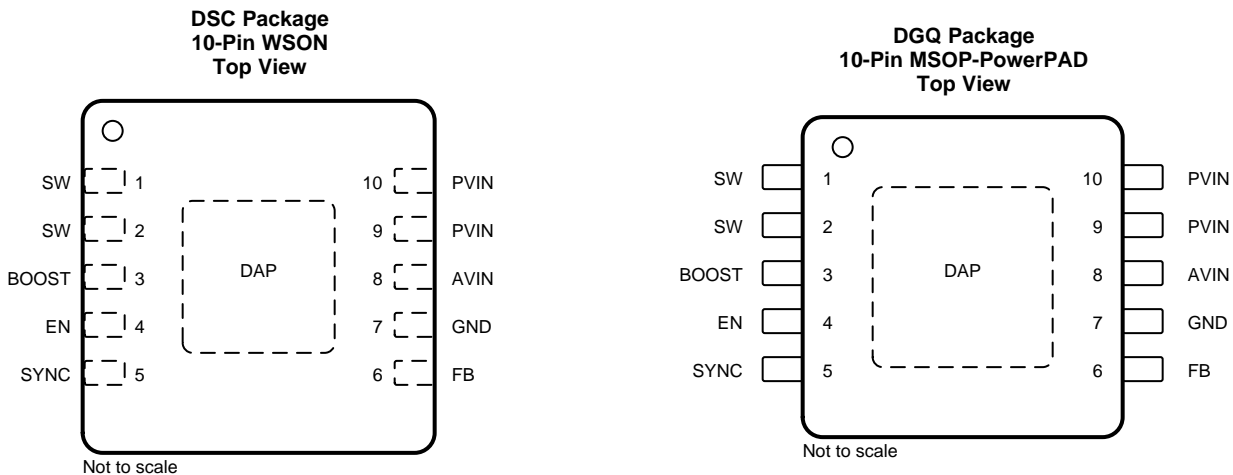 DSC Package
10-Pin WSON
Top View
SW 1 10 PVIN
SW 2 9 PVIN
BOOST 3 DAP 8 AVIN
EN 4 7 GND
SYNC 5 6 FB
Not to scale
DGQ Package
10-Pin MSOP-PowerPAD
Top View
SW 1 10 PVIN
SW 2 9 PVIN
BOOST 3 DAP 8 AVIN
EN 4 7 GND
SYNC 5 6 FB
Not to scale